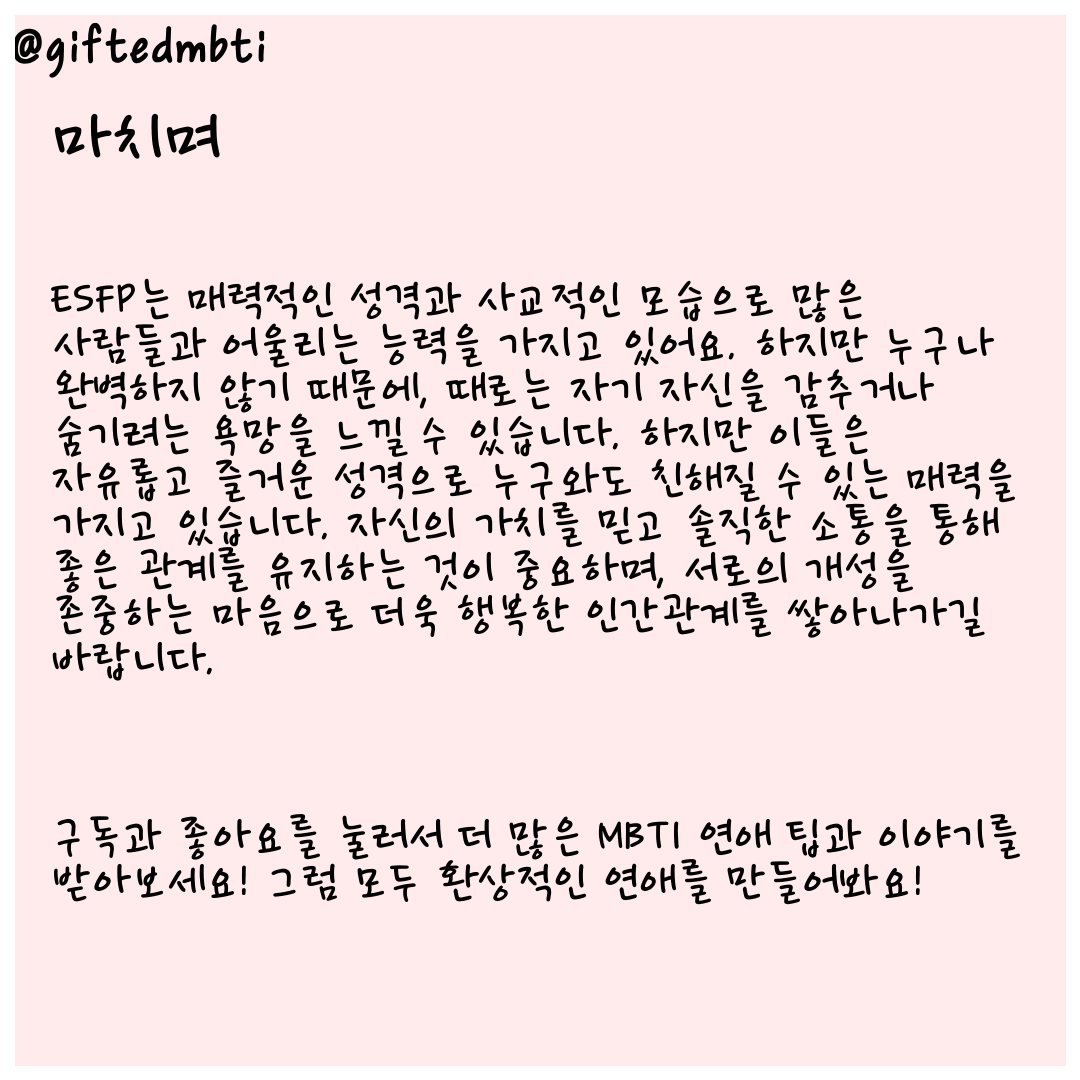 @giftedmbti
마치며
ESFP는 매력적인 성격과 사교적인 모습으로 많은
사람들과 어울리는 능력을 가지고 있어요. 하지만 누구나
완벽하지 않기 때문에, 때로는 자기 자신을 감추거나
숨기려는 욕망을 느낄 수 있습니다. 하지만 이들은
자유롭고 즐거운 성격으로 누구와도 친해질 수 있는 매력을
가지고 있습니다. 자신의 가치를 믿고 솔직한 소통을 통해
좋은 관계를 유지하는 것이 중요하며, 서로의 개성을
존중하는 마음으로 더욱 행복한 인간관계를 쌓아나가길
바랍니다.
구독과 좋아요를 눌러서 더 많은 MBTI 연애 팁과 이야기를
받아보세요! 그럼 모두 환상적인 연애를 만들어봐요!